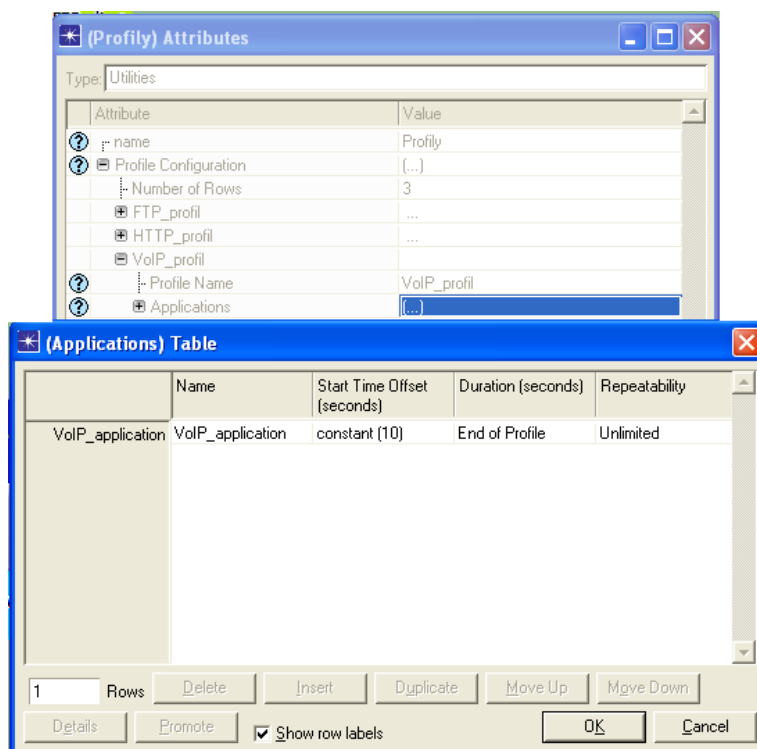 (Profily) Attributes
Type: Utilities
Attribute Value
name Profily
Profile Configuration (...)
Number of Rows 3
FTP_profil ...
HTTP_profil ...
VoIP_profil
Profile Name VoIP_profil
Applications (...)
(Applications) Table
Name Start Time Offset (seconds) Duration (seconds) Repeatability
VoIP_application VoIP_application constant (10) End of Profile Unlimited
1 Rows Delete Insert Duplicate Move Up Move Down
Details Promote Show row labels OK Cancel